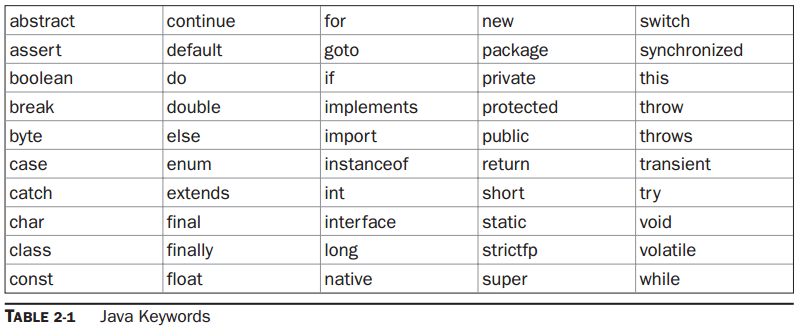 abstract continue for new switch
assert default goto package synchronized
boolean do if private this
break double implements protected throw
byte else import public throws
case enum instanceof return transient
catch extends int short try
char final interface static void
class finally long strictfp volatile
const float native super while
TABLE 2-1 Java Keywords